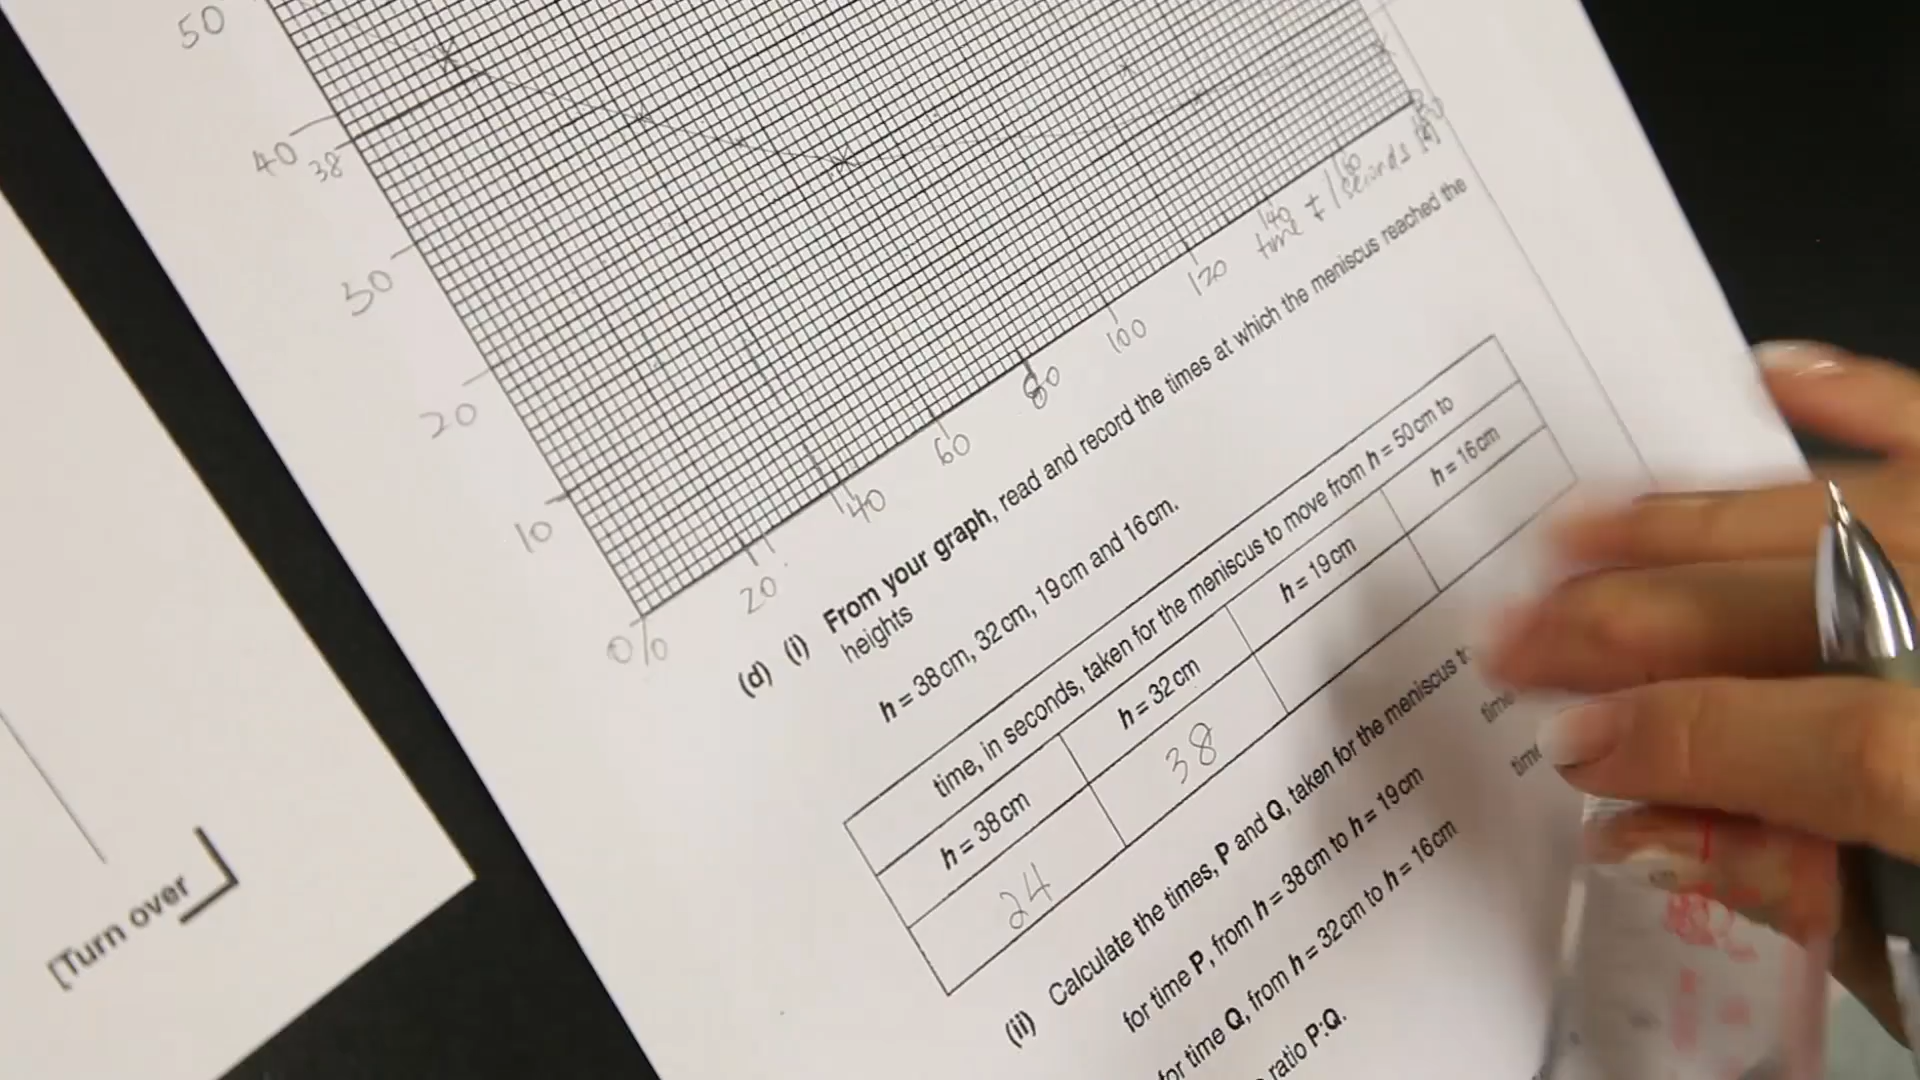 50
40
38
30
20
10
0/0
20
40
60
80
100
120
140
160
time t / seconds [4]
(d) (i) From your graph, read and record the times at which the meniscus reached the
heights
h = 38 cm, 32 cm, 19 cm and 16 cm.
time, in seconds, taken for the meniscus to move from h = 50 cm to
h = 38 cm h = 32 cm h = 19 cm h = 16 cm
24 38
(ii) Calculate the times, P and Q, taken for the meniscus to
for time P, from h = 38 cm to h = 19 cm
for time Q, from h = 32 cm to h = 16 cm
ratio P:Q.
time
time
[Turn over